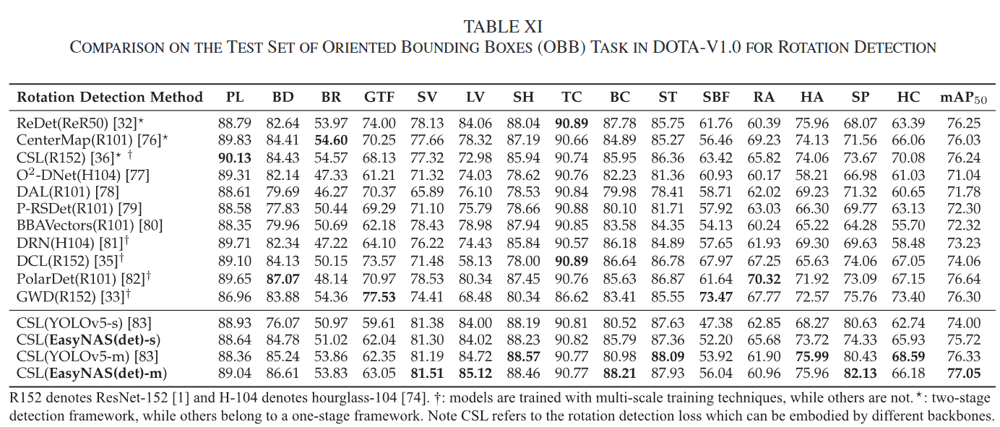 TABLE XI
COMPARISON ON THE TEST SET OF ORIENTED BOUNDING BOXES (OBB) TASK IN DOTA-V1.0 FOR ROTATION DETECTION
Rotation Detection Method PL BD BR GTF SV LV SH TC BC ST SBF RA HA SP HC mAP50
ReDet(ReR50) [32]⋆ 88.79 82.64 53.97 74.00 78.13 84.06 88.04 90.89 87.78 85.75 61.76 60.39 75.96 68.07 63.39 76.25
CenterMap(R101) [76]⋆ 89.83 84.41 54.60 70.25 77.66 78.32 87.19 90.66 84.89 85.27 56.46 69.23 74.13 71.56 66.06 76.03
CSL(R152) [36]⋆ † 90.13 84.43 54.57 68.13 77.32 72.98 85.94 90.74 85.95 86.36 63.42 65.82 74.06 73.67 70.08 76.24
O²-DNet(H104) [77] 89.31 82.14 47.33 61.21 71.32 74.03 78.62 90.76 82.23 81.36 60.93 60.17 58.21 66.98 61.03 71.04
DAL(R101) [78] 88.61 79.69 46.27 70.37 65.89 76.10 78.53 90.84 79.98 78.41 58.71 62.02 69.23 71.32 60.65 71.78
P-RSDet(R101) [79] 88.58 77.83 50.44 69.29 71.10 75.79 78.66 90.88 80.10 81.71 57.92 63.03 66.30 69.77 63.13 72.30
BBAVectors(R101) [80] 88.35 79.96 50.69 62.18 78.43 78.98 87.94 90.85 83.58 84.35 54.13 60.24 65.22 64.28 55.70 72.32
DRN(H104) [81]† 89.71 82.34 47.22 64.10 76.22 74.43 85.84 90.57 86.18 84.89 57.65 61.93 69.30 69.63 58.48 73.23
DCL(R152) [35]† 89.10 84.13 50.15 73.57 71.48 58.13 78.00 90.89 86.64 86.78 67.97 67.25 65.63 74.06 67.05 74.06
PolarDet(R101) [82]† 89.65 87.07 48.14 70.97 78.53 80.34 87.45 90.76 85.63 86.87 61.64 70.32 71.92 73.09 67.15 76.64
GWD(R152) [33]† 86.96 83.88 54.36 77.53 74.41 68.48 80.34 86.62 83.41 85.55 73.47 67.77 72.57 75.76 73.40 76.30
CSL(YOLOv5-s) [83] 88.93 76.07 50.97 59.61 81.38 84.00 88.19 90.81 80.52 87.63 47.38 62.85 68.27 80.63 62.74 74.00
CSL(EasyNAS(det)-s) 88.64 84.78 51.02 62.04 81.30 84.02 88.23 90.82 85.79 87.36 52.20 65.68 73.72 74.33 65.93 75.72
CSL(YOLOv5-m) [83] 88.36 85.24 53.86 62.35 81.19 84.72 88.57 90.77 80.98 88.09 53.92 61.90 75.99 80.43 68.59 76.33
CSL(EasyNAS(det)-m) 89.04 86.61 53.83 63.05 81.51 85.12 88.46 90.77 88.21 87.93 56.04 60.96 75.96 82.13 66.18 77.05
R152 denotes ResNet-152 [1] and H-104 denotes hourglass-104 [74]. †: models are trained with multi-scale training techniques, while others are not. ⋆: two-stage
detection framework, while others belong to a one-stage framework. Note CSL refers to the rotation detection loss which can be embodied by different backbones.